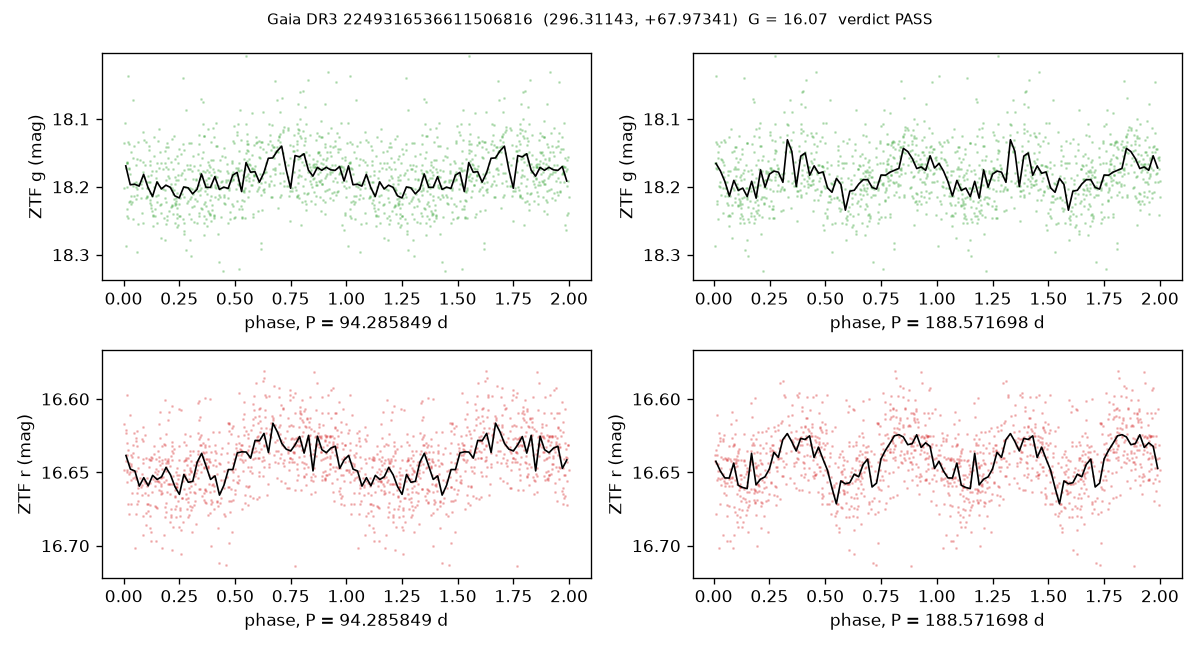 Gaia DR3 2249316536611506816  (296.31143, +67.97341)  G = 16.07  verdict PASS
ZTF g (mag)
18.1
18.2
18.3
0.00 0.25 0.50 0.75 1.00 1.25 1.50 1.75 2.00
phase, P = 94.285849 d
ZTF g (mag)
18.1
18.2
18.3
0.00 0.25 0.50 0.75 1.00 1.25 1.50 1.75 2.00
phase, P = 188.571698 d
ZTF r (mag)
16.60
16.65
16.70
0.00 0.25 0.50 0.75 1.00 1.25 1.50 1.75 2.00
phase, P = 94.285849 d
ZTF r (mag)
16.60
16.65
16.70
0.00 0.25 0.50 0.75 1.00 1.25 1.50 1.75 2.00
phase, P = 188.571698 d